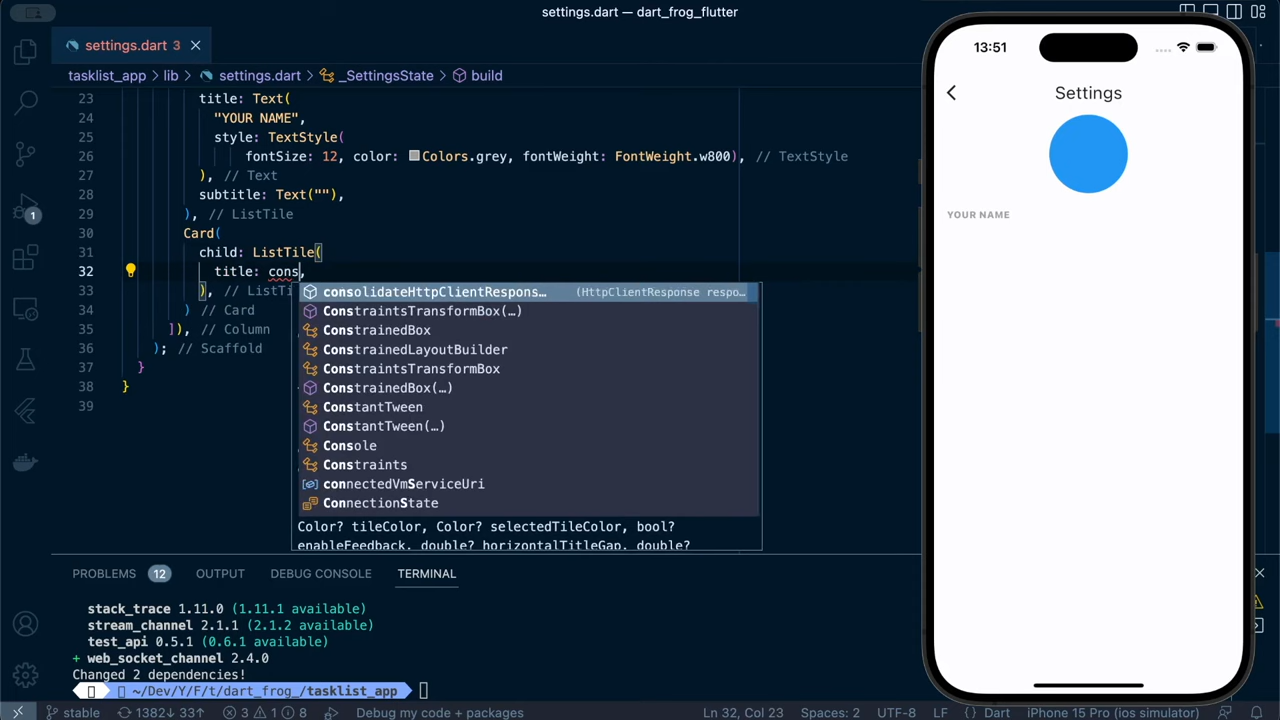 settings.dart — dart_frog_flutter
settings.dart 3
tasklist_app > lib > settings.dart > _SettingsState > build
23 title: Text(
24 "YOUR NAME",
25 style: TextStyle(
26 fontSize: 12, color: Colors.grey, fontWeight: FontWeight.w800), // TextStyle
27 ), // Text
28 subtitle: Text(""),
29 ), // ListTile
30 Card(
31 child: ListTile(
32 title: cons,
33 ), // ListTi
34 ) // Card
35 ]), // Column
36 ); // Scaffold
37 }
38 }
39
consolidateHttpClientRespons… (HttpClientResponse respo…
ConstraintsTransformBox(…)
ConstrainedBox
ConstrainedLayoutBuilder
ConstraintsTransformBox
ConstrainedBox(…)
ConstantTween
ConstantTween(…)
Console
Constraints
connectedVmServiceUri
ConnectionState
Color? tileColor, Color? selectedTileColor, bool?
enableFeedback, double? horizontalTitleGap, double?
1
PROBLEMS 12 OUTPUT DEBUG CONSOLE TERMINAL
stack_trace 1.11.0 (1.11.1 available)
stream_channel 2.1.1 (2.1.2 available)
test_api 0.5.1 (0.6.1 available)
+ web_socket_channel 2.4.0
Changed 2 dependencies!
~/Dev/Y/F/t/dart_frog_/tasklist_app
stable 1382↓ 33↑ 3 1 8 Debug my code + packages Ln 32, Col 23 Spaces: 2 UTF-8 LF {} Dart iPhone 15 Pro (ios simulator)
13:51
Settings
YOUR NAME